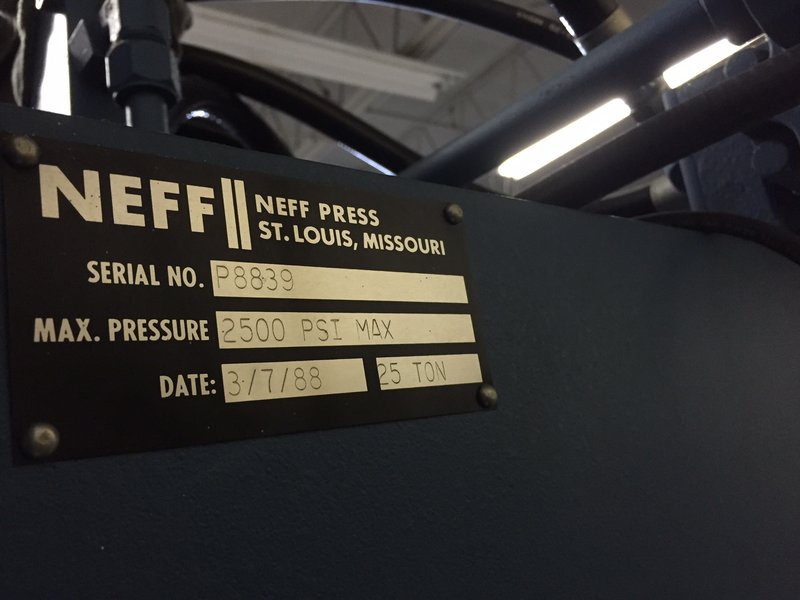 NEFF
NEFF PRESS
ST. LOUIS, MISSOURI
SERIAL NO. P8839
MAX. PRESSURE 2500 PSI MAX
DATE: 3/7/88 25 TON